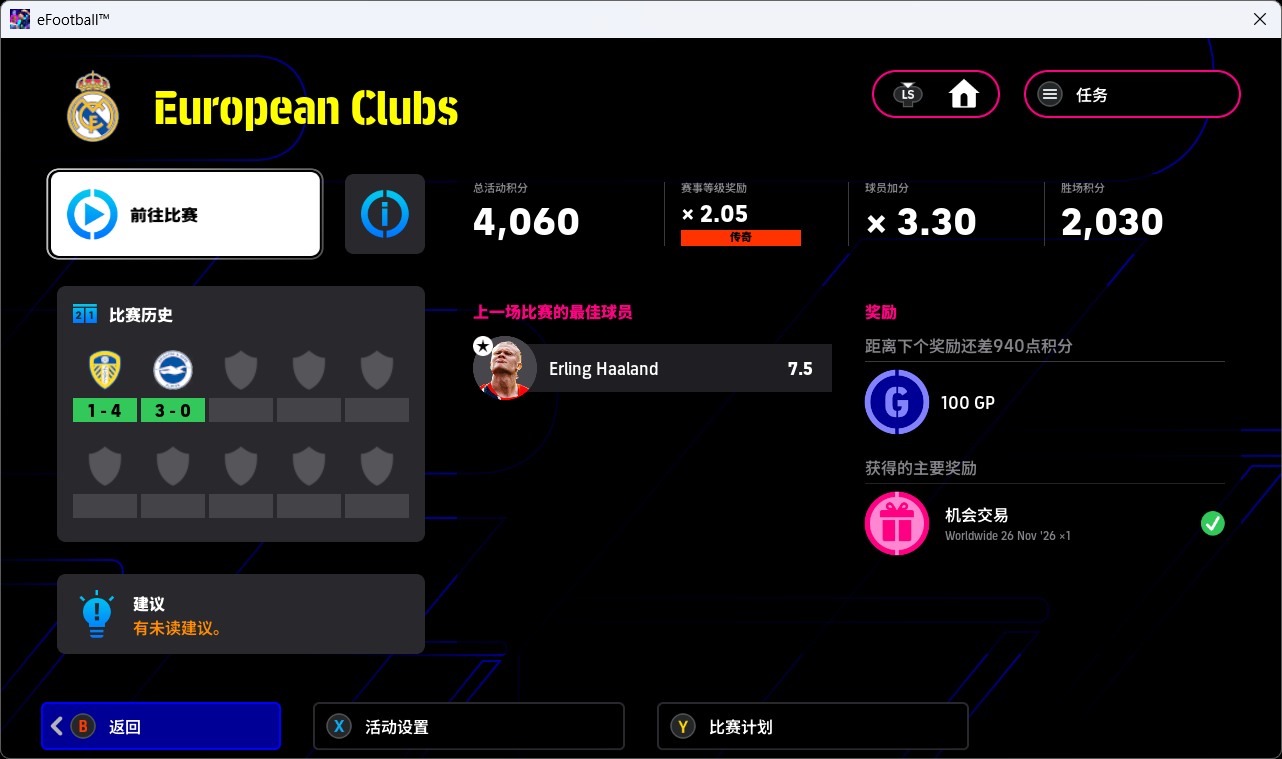 eFootball™
European Clubs
LS
任务
前往比赛
总活动积分
4,060
赛事等级奖励
× 2.05
传奇
球员加分
× 3.30
胜场积分
2,030
21 比赛历史
1 - 4
3 - 0
上一场比赛的最佳球员
Erling Haaland 7.5
奖励
距离下个奖励还差940点积分
G 100 GP
获得的主要奖励
机会交易
Worldwide 26 Nov '26 ×1
建议
有未读建议。
B 返回
X 活动设置
Y 比赛计划